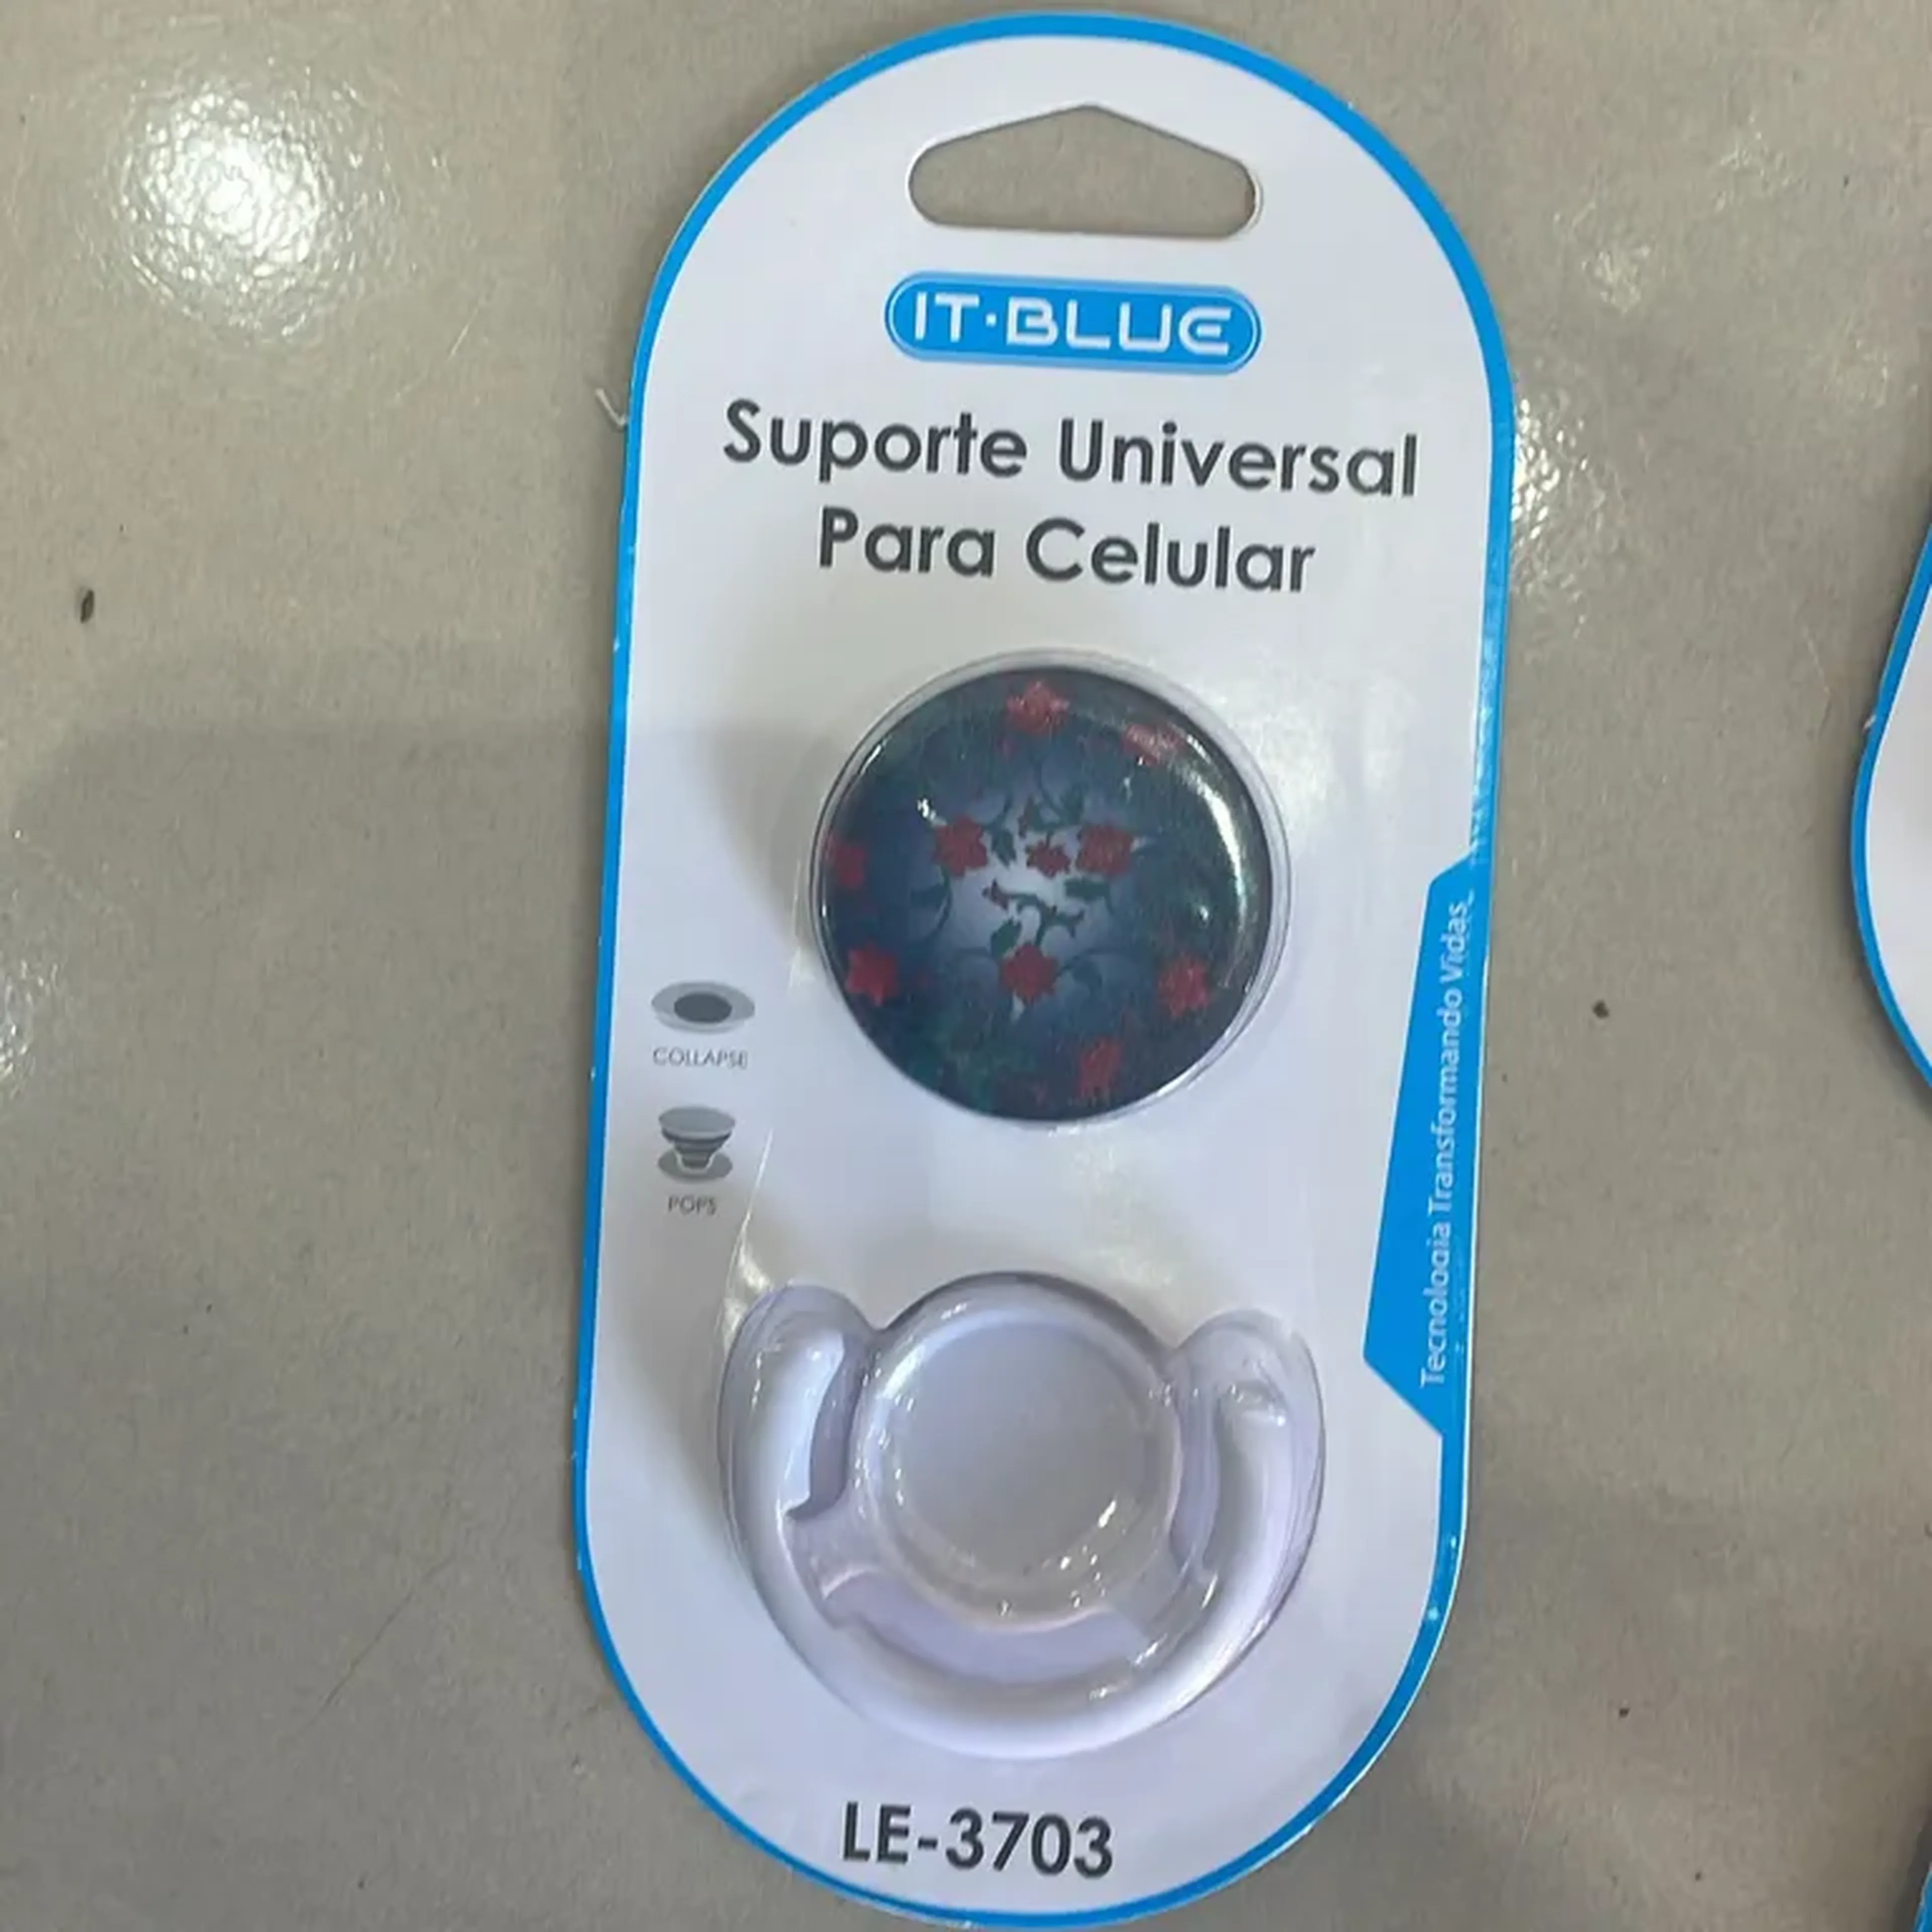 IT·BLUE
Suporte Universal
Para Celular
COLLAPSE
POPS
Tecnologia Transformando Vidas
LE-3703